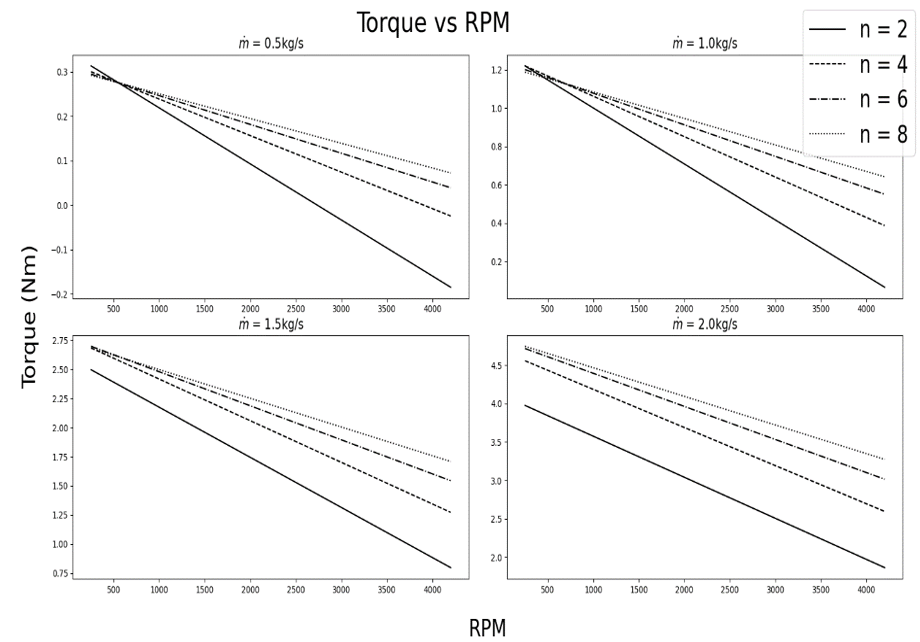 Torque vs RPM
n = 2
n = 4
n = 6
n = 8
ṁ = 0.5kg/s
0.3
0.2
0.1
0.0
−0.1
−0.2
500 1000 1500 2000 2500 3000 3500 4000
ṁ = 1.0kg/s
1.2
1.0
0.8
0.6
0.4
0.2
500 1000 1500 2000 2500 3000 3500 4000
Torque (Nm)
ṁ = 1.5kg/s
2.75
2.50
2.25
2.00
1.75
1.50
1.25
1.00
0.75
500 1000 1500 2000 2500 3000 3500 4000
ṁ = 2.0kg/s
4.5
4.0
3.5
3.0
2.5
2.0
500 1000 1500 2000 2500 3000 3500 4000
RPM